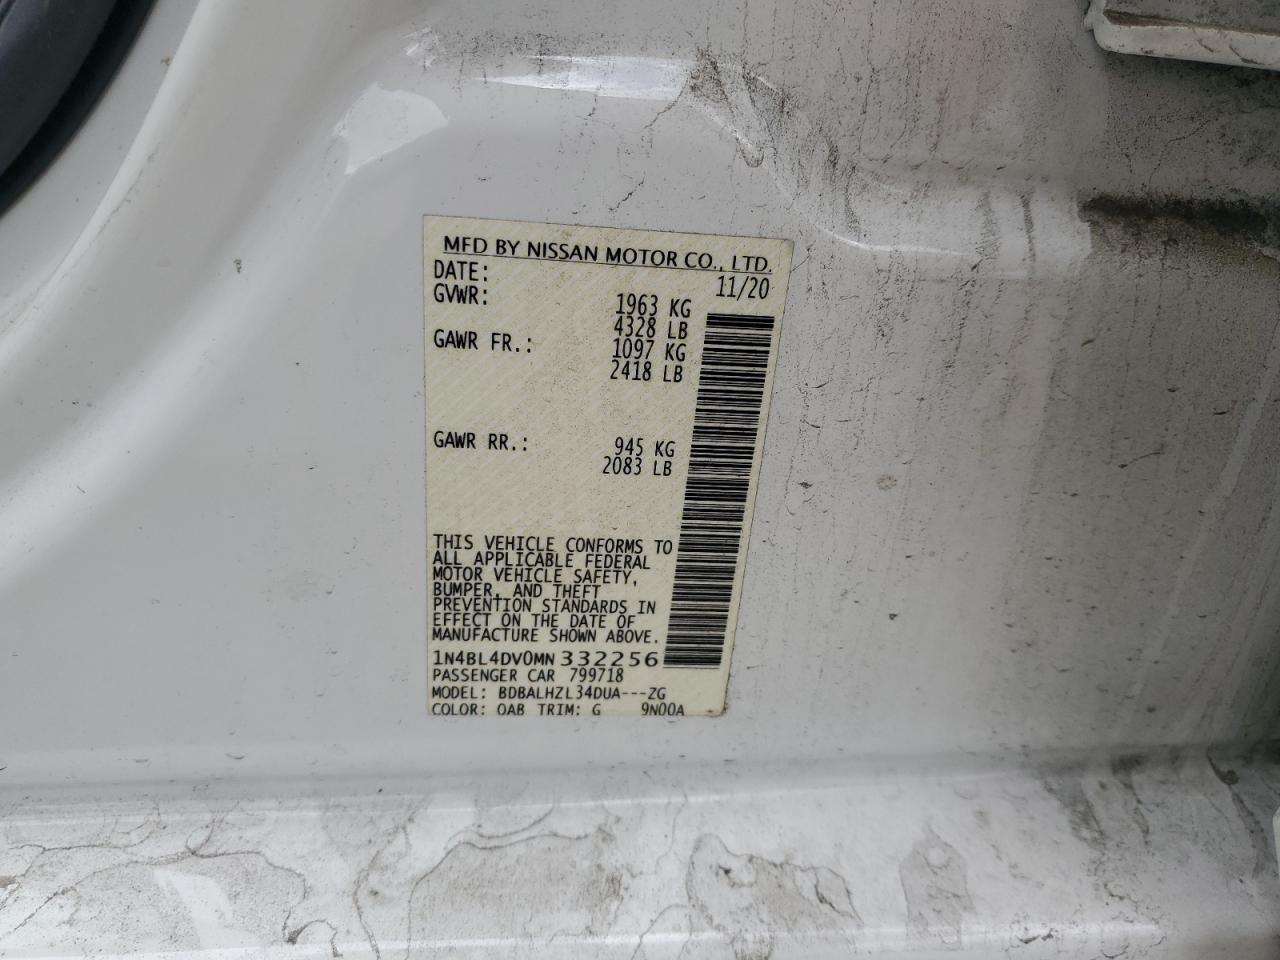 MFD BY NISSAN MOTOR CO., LTD.
DATE: 11/20
GVWR: 1963 KG
4328 LB
GAWR FR.: 1097 KG
2418 LB
GAWR RR.: 945 KG
2083 LB
THIS VEHICLE CONFORMS TO
ALL APPLICABLE FEDERAL
MOTOR VEHICLE SAFETY,
BUMPER, AND THEFT
PREVENTION STANDARDS IN
EFFECT ON THE DATE OF
MANUFACTURE SHOWN ABOVE.
1N4BL4DV0MN332256
PASSENGER CAR 799718
MODEL: BDBALHZL34DUA---ZG
COLOR: QAB TRIM: G 9N00A